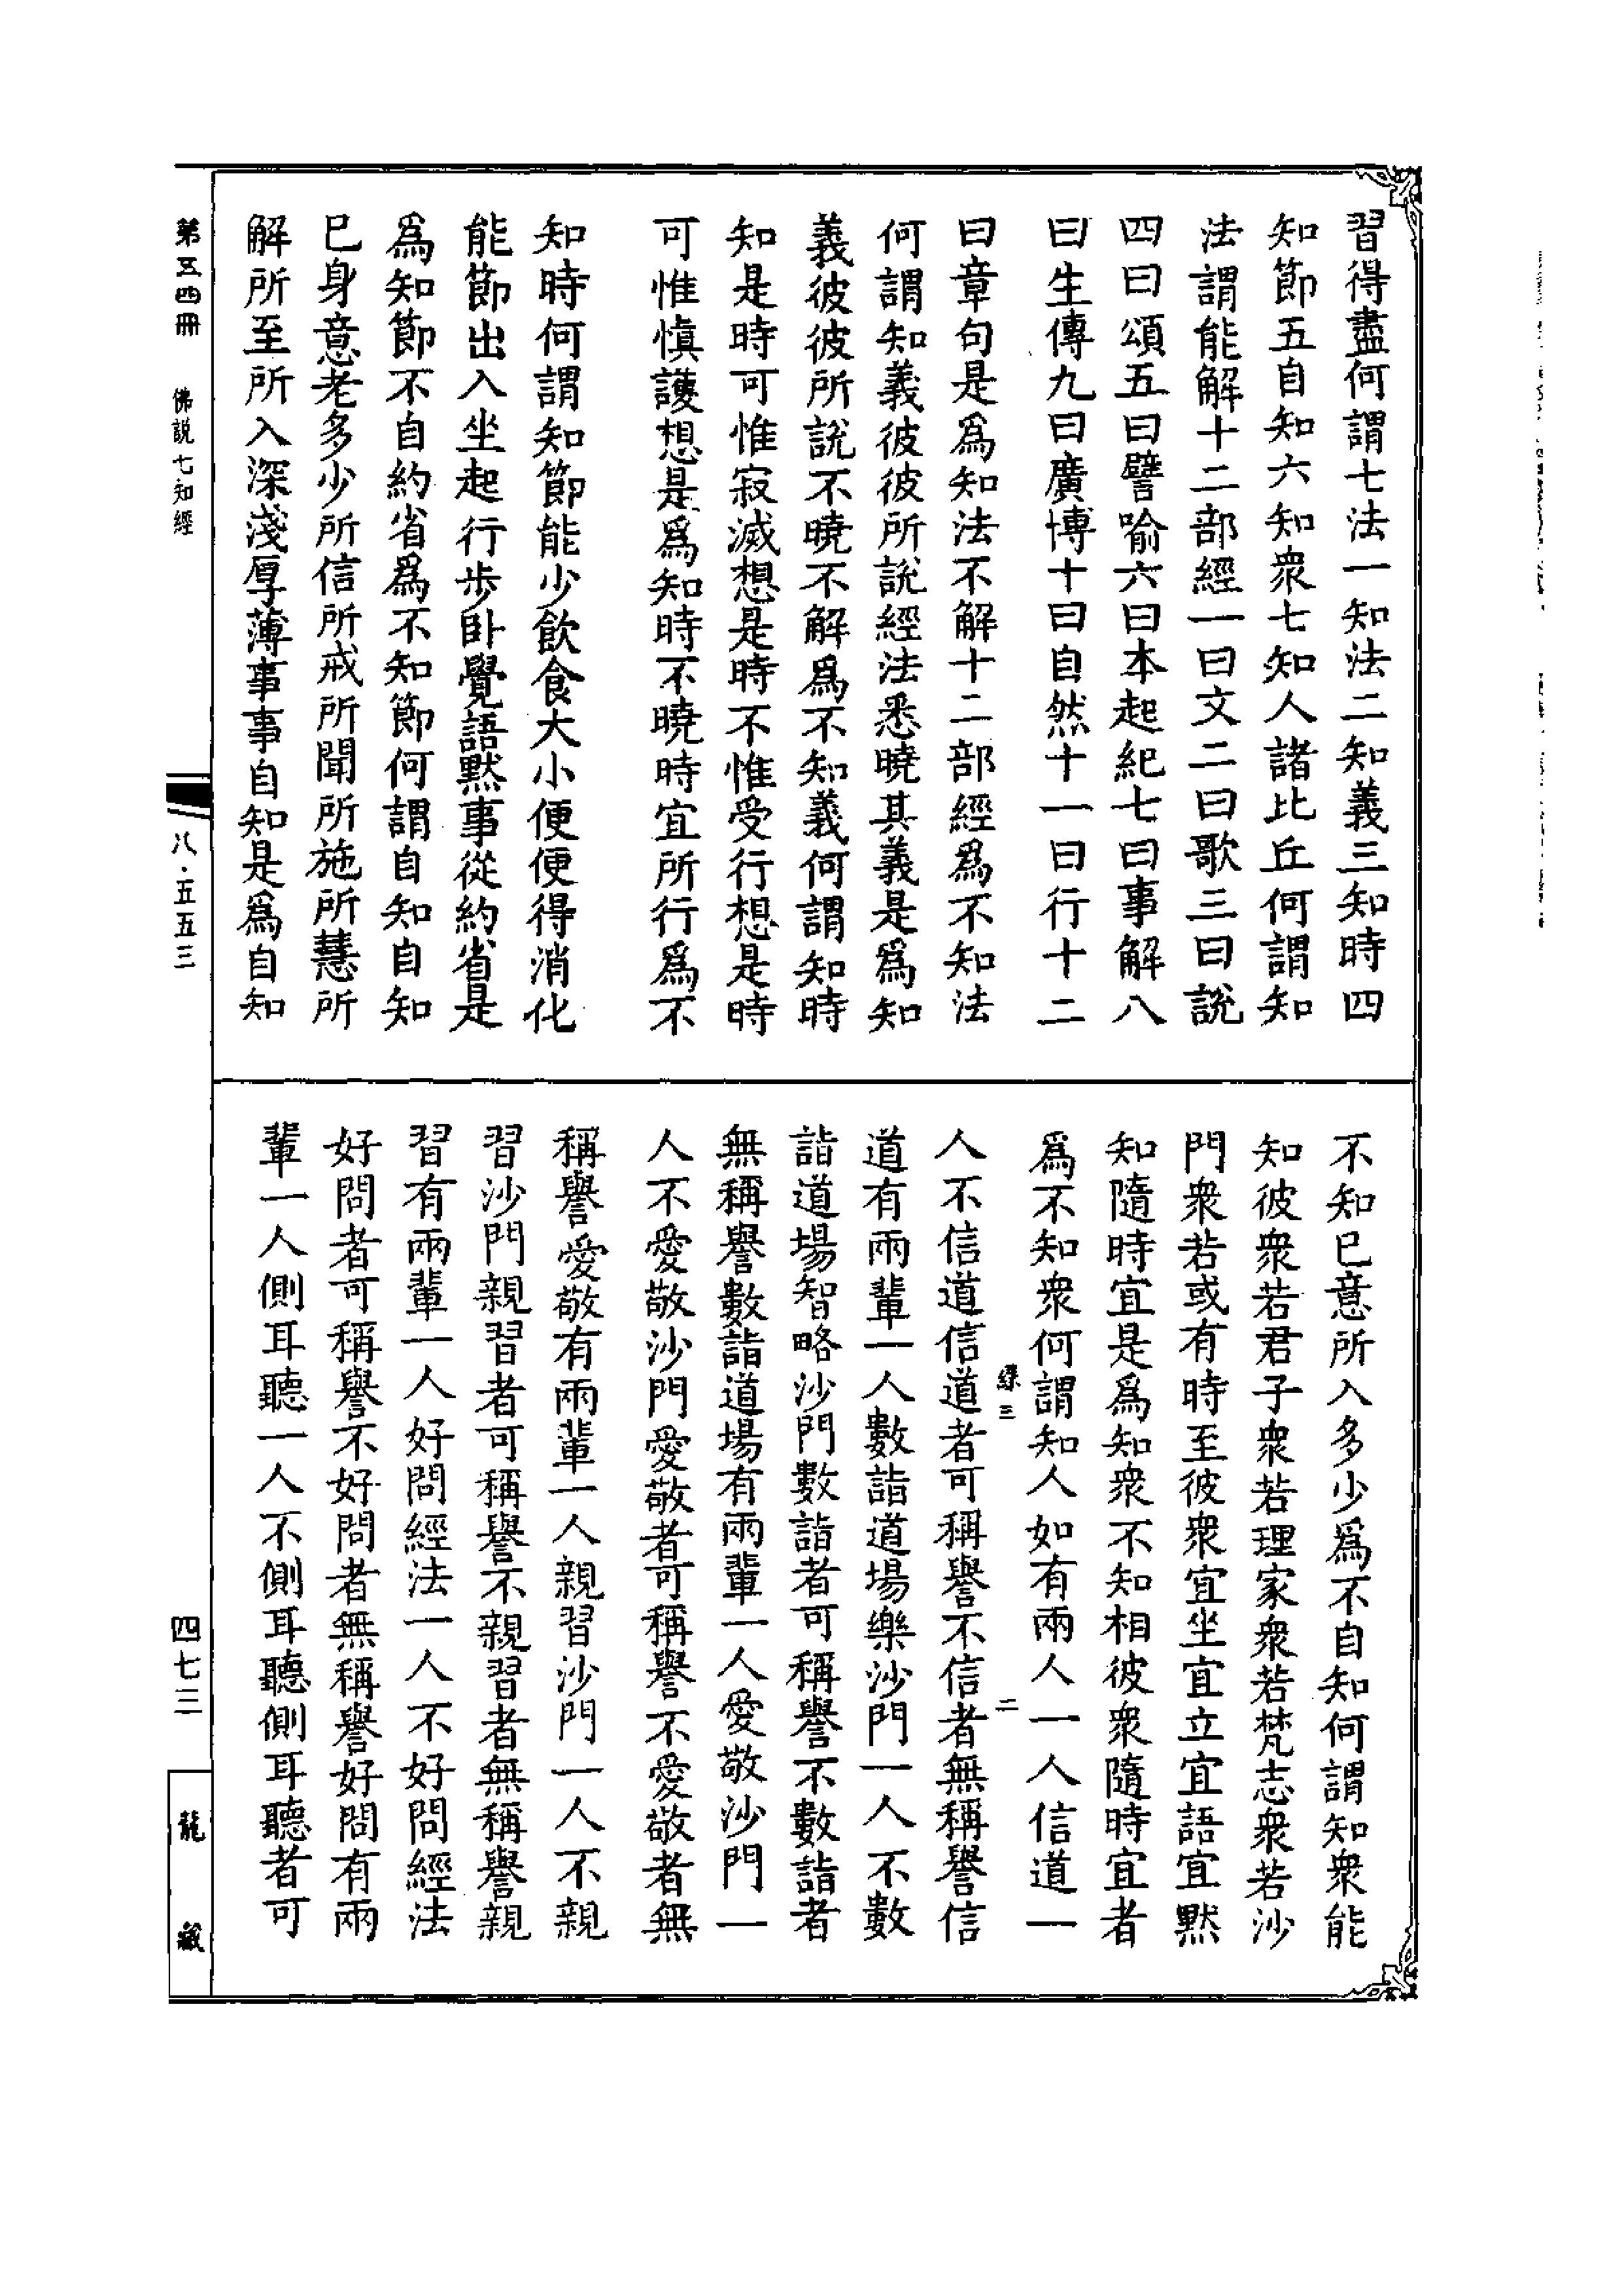 習得盡何謂七法一知法二知義三知時四
知節五自知六知衆七知人諸比丘何謂知
法謂能解十二部經一曰文二曰歌三曰說
四曰頌五曰譬喻六曰本起紀七曰事解八
曰生傳九曰廣博十曰自然十一曰行十二
曰章句是爲知法不解十二部經爲不知法
何謂知義彼彼所說經法悉曉其義是爲知
義彼彼所說不曉不解爲不知義何謂知時
知是時可惟寂滅想是時不惟受行想是時
可惟慎護想是爲知時不曉時宜所行爲不
知時何謂知節能少飲食大小便便得消化
能節出入坐起行步臥覺語默事從約省是
爲知節不自約省爲不知節何謂自知自知
巳身意老多少所信所戒所聞所施所慧所
解所至所入深淺厚薄事事自知是爲自知
不知巳意所入多少爲不自知何謂知衆能
知彼衆若君子衆若理家衆若梵志衆若沙
門衆若或有時至彼衆宜坐宜立宜語宜默
知隨時宜是爲知衆不知相彼衆隨時宜者
爲不知衆何謂知人如有兩人一人信道一
三 二
人不信道信道者可稱譽不信者無稱譽信
道有兩輩一人數詣道場樂沙門一人不數
詣道場智略沙門數詣者可稱譽不數詣者
無稱譽數詣道場有兩輩一人愛敬沙門一
人不愛敬沙門愛敬者可稱譽不愛敬者無
稱譽愛敬有兩輩一人親習沙門一人不親
習沙門親習者可稱譽不親習者無稱譽親
習有兩輩一人好問經法一人不好問經法
好問者可稱譽不好問者無稱譽好問有兩
輩一人側耳聽一人不側耳聽側耳聽者可
第五四冊 佛說七知經 八·五五三 四七三 龍藏